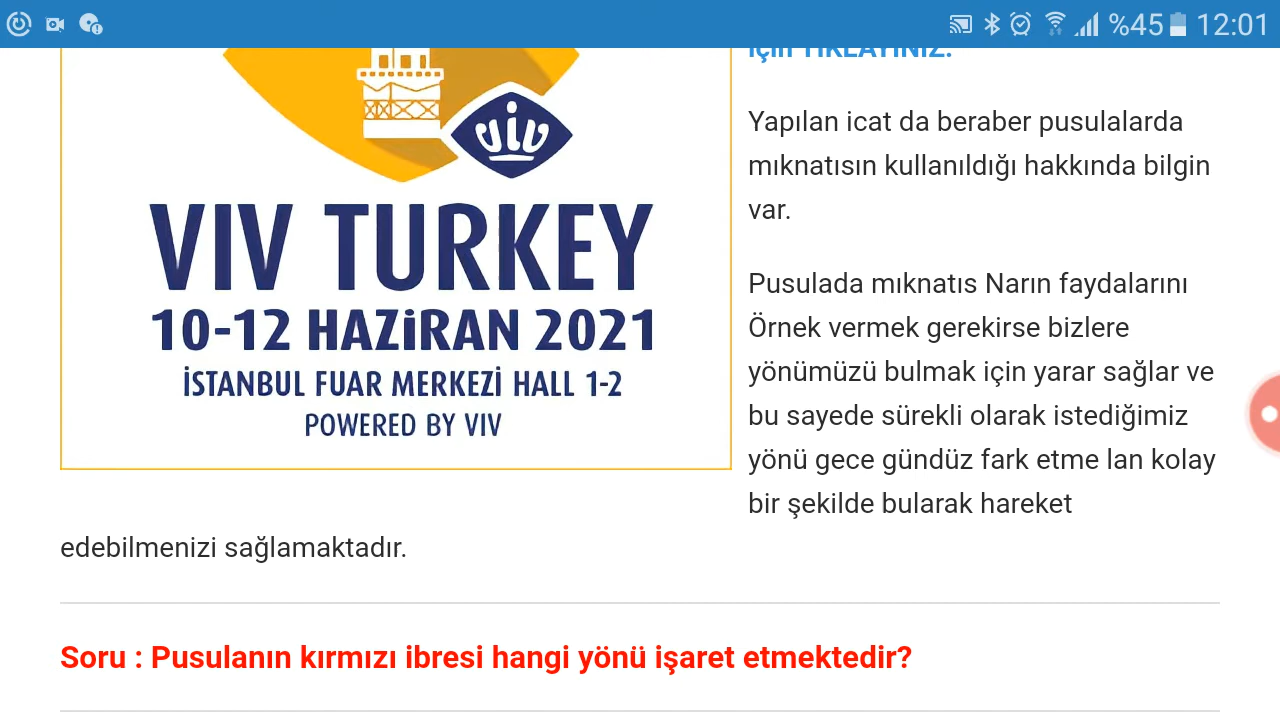 %45 12:01
için TIKLAYINIZ.
viv
VIV TURKEY
10-12 HAZiRAN 2021
İSTANBUL FUAR MERKEZİ HALL 1-2
POWERED BY VIV
Yapılan icat da beraber pusulalarda
mıknatısın kullanıldığı hakkında bilgin
var.
Pusulada mıknatıs Narın faydalarını
Örnek vermek gerekirse bizlere
yönümüzü bulmak için yarar sağlar ve
bu sayede sürekli olarak istediğimiz
yönü gece gündüz fark etme lan kolay
bir şekilde bularak hareket
edebilmenizi sağlamaktadır.
Soru : Pusulanın kırmızı ibresi hangi yönü işaret etmektedir?